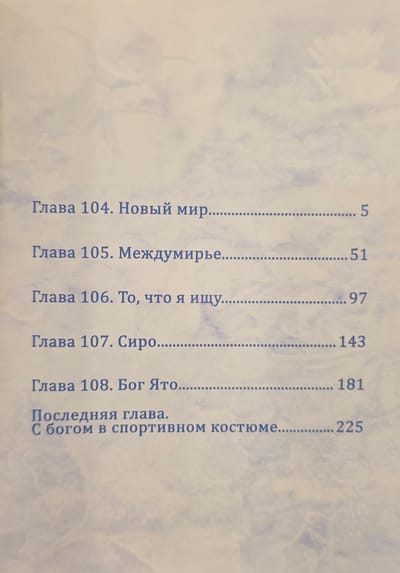 Глава 104. Новый мир....................................... 5
Глава 105. Междумирье................................. 51
Глава 106. То, что я ищу................................. 97
Глава 107. Сиро............................................... 143
Глава 108. Бог Ято......................................... 181
Последняя глава.
С богом в спортивном костюме............... 225